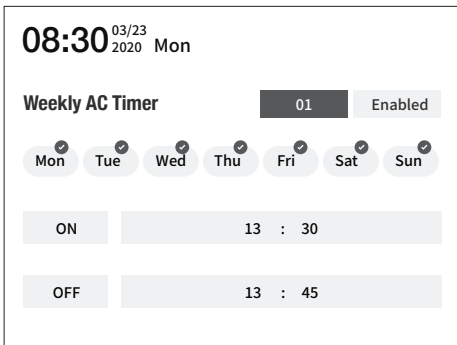 08:30 03/23 2020 Mon
Weekly AC Timer 01 Enabled
Mon Tue Wed Thu Fri Sat Sun
ON 13 : 30
OFF 13 : 45